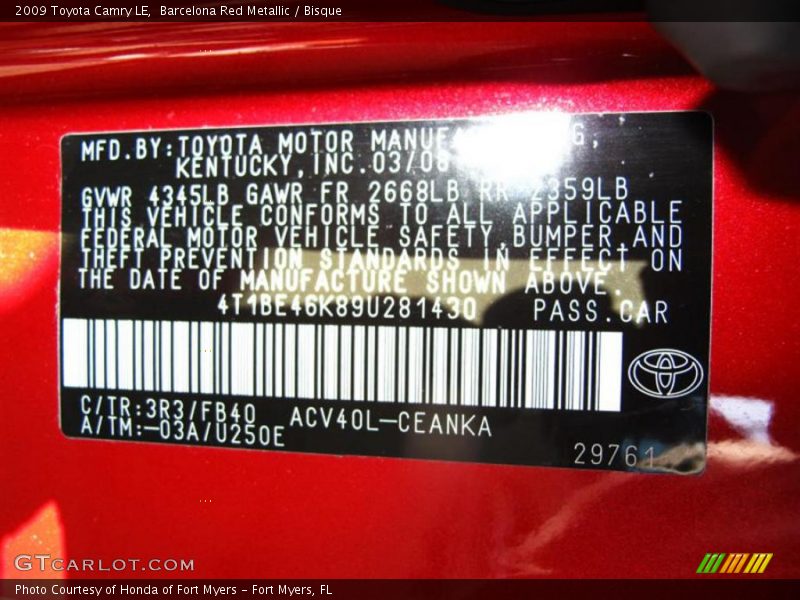 2009 Toyota Camry LE, Barcelona Red Metallic / Bisque
MFD.BY:TOYOTA MOTOR
KENTUCKY,INC.03/08
GVWR 4345LB GAWR FR 2668LB RR 2359LB
THIS VEHICLE CONFORMS TO ALL APPLICABLE
FEDERAL MOTOR VEHICLE SAFETY,BUMPER,AND
THEFT PREVENTION STANDARDS IN EFFECT ON
THE DATE OF MANUFACTURE SHOWN ABOVE.
4T1BE46K89U281430 PASS.CAR
C/TR:3R3/FB40 ACV40L-CEANKA
A/TM:-03A/U250E
29761
GTCARLOT.COM
Photo Courtesy of Honda of Fort Myers - Fort Myers, FL